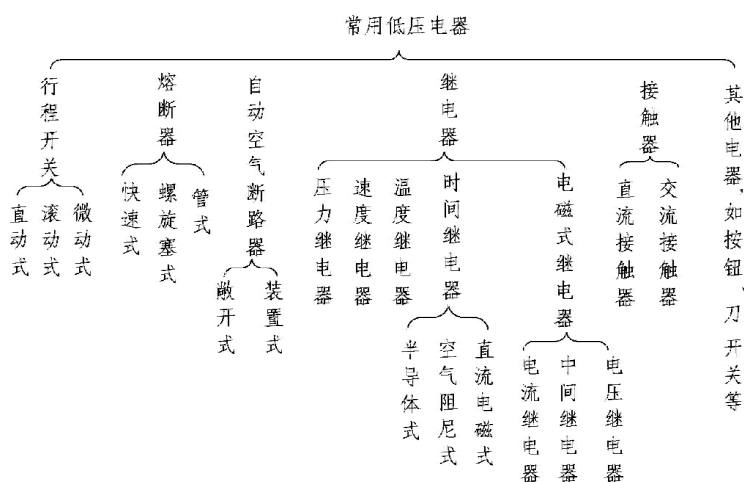 常用低压电器
行程开关
直动式
滚动式
微动式
熔断器
快速式
螺旋塞式
管式
自动空气断路器
敞开式
装置式
继电器
压力继电器
速度继电器
温度继电器
时间继电器
半导体式
空气阻尼式
直流电磁式
电磁式继电器
电流继电器
中间继电器
电压继电器
接触器
直流接触器
交流接触器
其他电器，如按钮、刀开关等